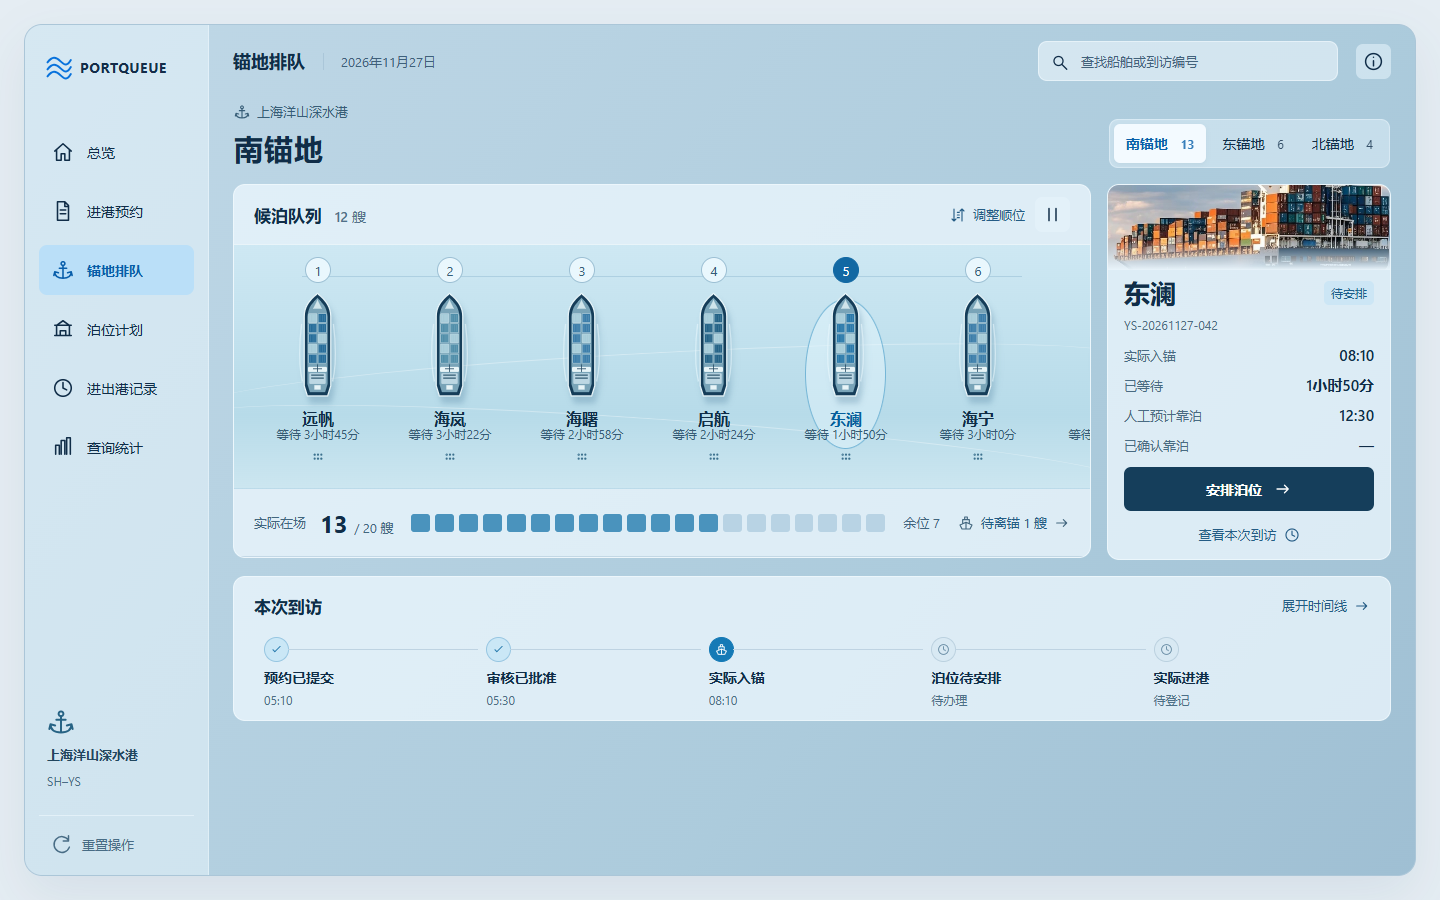 PORTQUEUE
总览
进港预约
锚地排队
泊位计划
进出港记录
查询统计
上海洋山深水港
SH–YS
重置操作
锚地排队
2026年11月27日
查找船舶或到访编号
上海洋山深水港
南锚地
南锚地 13
东锚地 6
北锚地 4
候泊队列 12 艘
调整顺位
1 2 3 4 5 6
远帆 海岚 海曙 启航 东澜 海宁
等待 3小时45分 等待 3小时22分 等待 2小时58分 等待 2小时24分 等待 1小时50分 等待 3小时0分 等待
实际在场 13 / 20 艘 余位 7 待离锚 1 艘
东澜 待安排
YS-20261127-042
实际入锚 08:10
已等待 1小时50分
人工预计靠泊 12:30
已确认靠泊 —
安排泊位
查看本次到访
本次到访
展开时间线
预约已提交 审核已批准 实际入锚 泊位待安排 实际进港
05:10 05:30 08:10 待办理 待登记